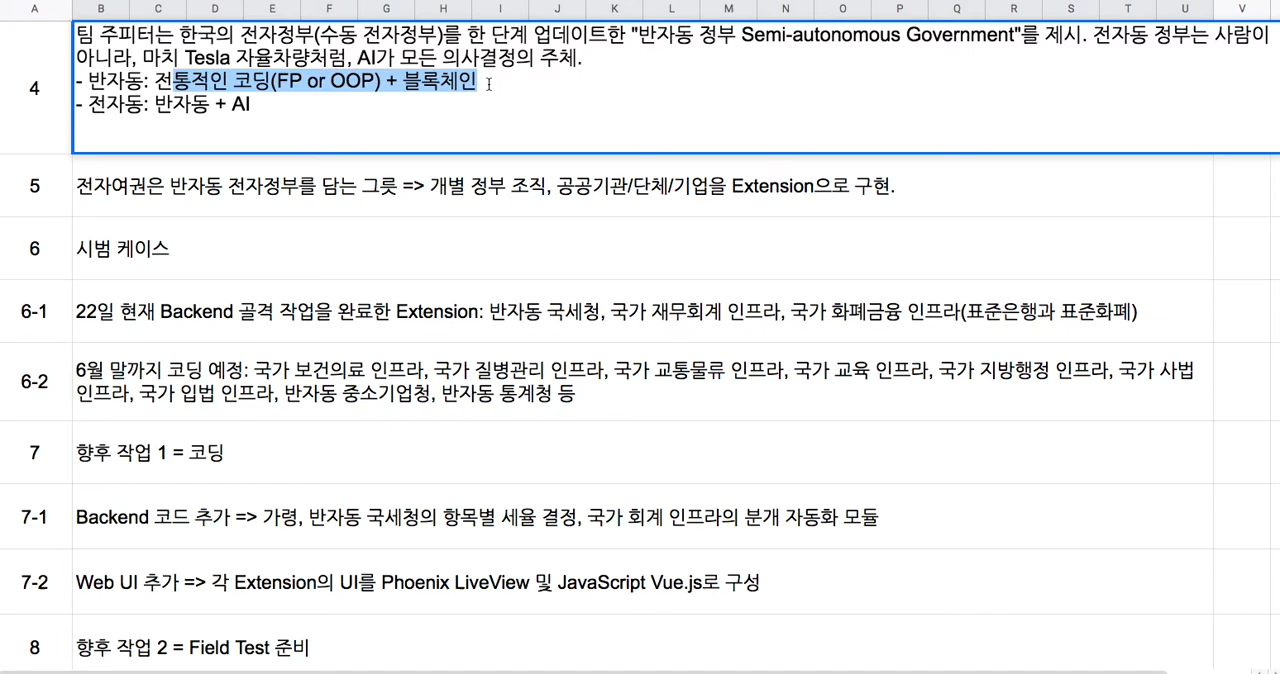 A B C D E F G H I J K L M N O P Q R S T U V
4
팀 주피터는 한국의 전자정부(수동 전자정부)를 한 단계 업데이트한 "반자동 정부 Semi-autonomous Government"를 제시. 전자동 정부는 사람이
아니라, 마치 Tesla 자율차량처럼, AI가 모든 의사결정의 주체.
- 반자동: 전통적인 코딩(FP or OOP) + 블록체인
- 전자동: 반자동 + AI
5 전자여권은 반자동 전자정부를 담는 그릇 => 개별 정부 조직, 공공기관/단체/기업을 Extension으로 구현.
6 시범 케이스
6-1 22일 현재 Backend 골격 작업을 완료한 Extension: 반자동 국세청, 국가 재무회계 인프라, 국가 화폐금융 인프라(표준은행과 표준화폐)
6-2 6월 말까지 코딩 예정: 국가 보건의료 인프라, 국가 질병관리 인프라, 국가 교통물류 인프라, 국가 교육 인프라, 국가 지방행정 인프라, 국가 사법
인프라, 국가 입법 인프라, 반자동 중소기업청, 반자동 통계청 등
7 향후 작업 1 = 코딩
7-1 Backend 코드 추가 => 가령, 반자동 국세청의 항목별 세율 결정, 국가 회계 인프라의 분개 자동화 모듈
7-2 Web UI 추가 => 각 Extension의 UI를 Phoenix LiveView 및 JavaScript Vue.js로 구성
8 향후 작업 2 = Field Test 준비